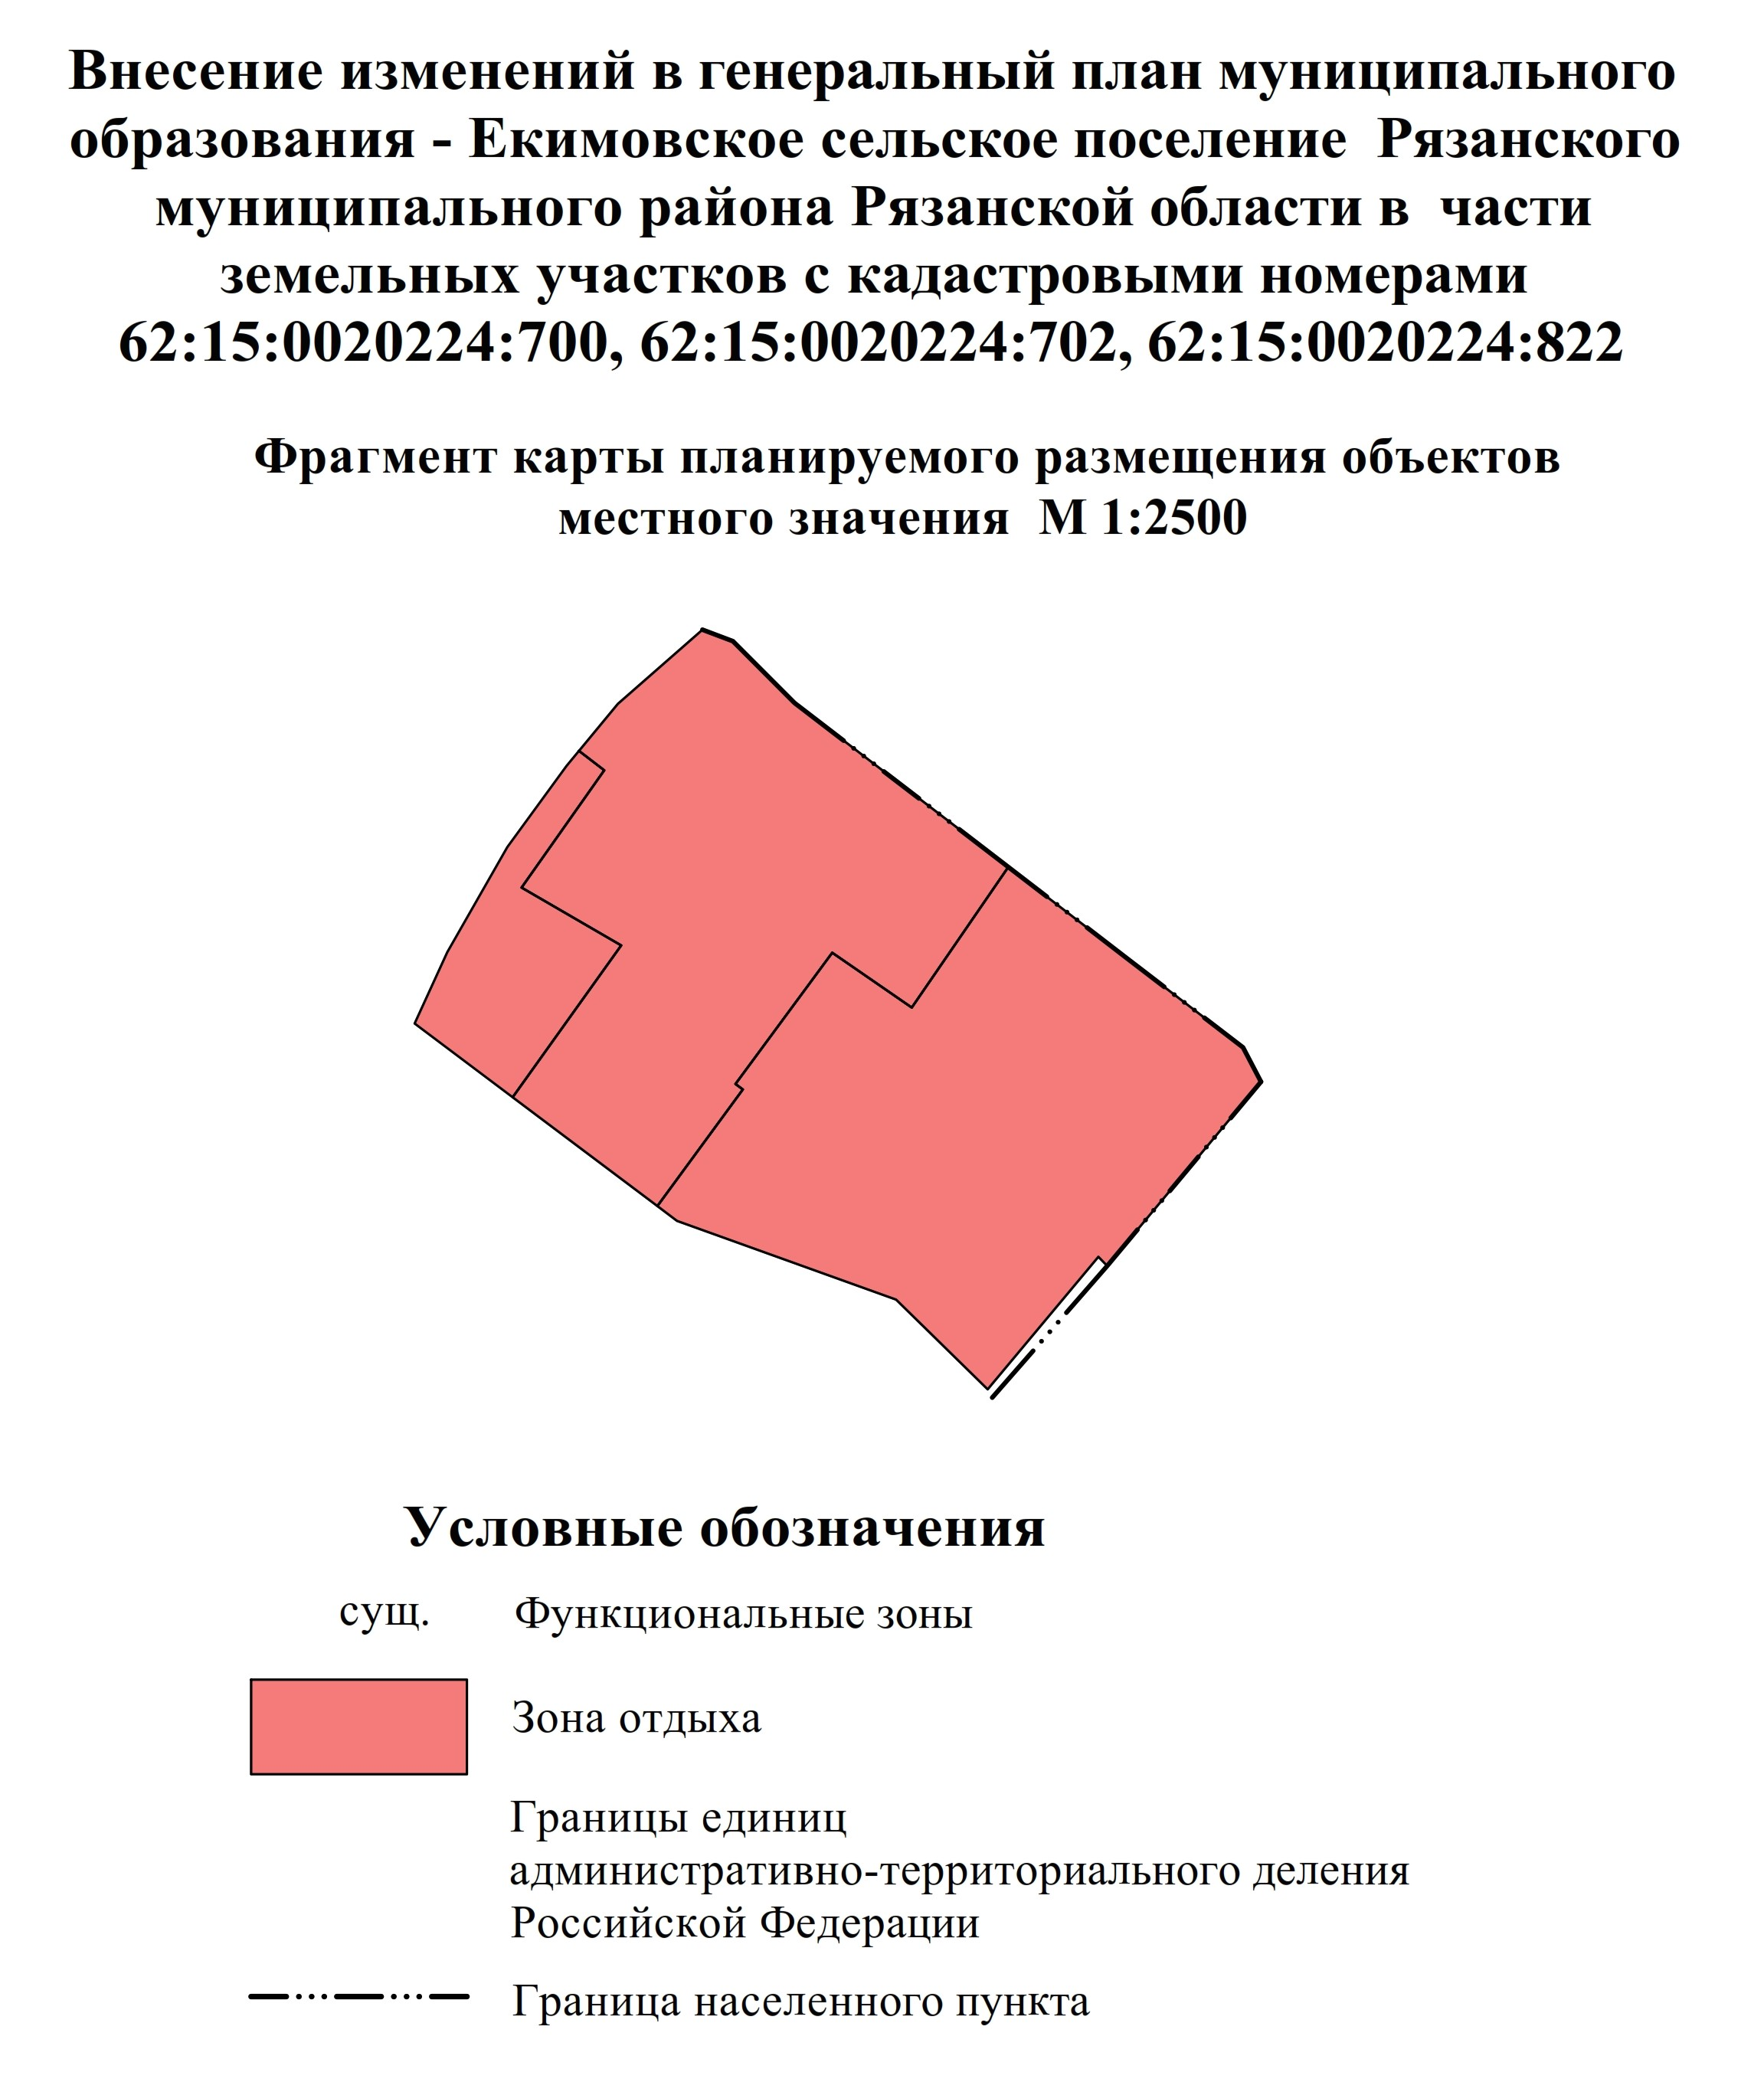 Внесение изменений в генеральный план муниципального
образования - Екимовское сельское поселение Рязанского
муниципального района Рязанской области в части
земельных участков с кадастровыми номерами
62:15:0020224:700, 62:15:0020224:702, 62:15:0020224:822
Фрагмент карты планируемого размещения объектов
местного значения М 1:2500
Условные обозначения
сущ. Функциональные зоны
Зона отдыха
Границы единиц
административно-территориального деления
Российской Федерации
Граница населенного пункта